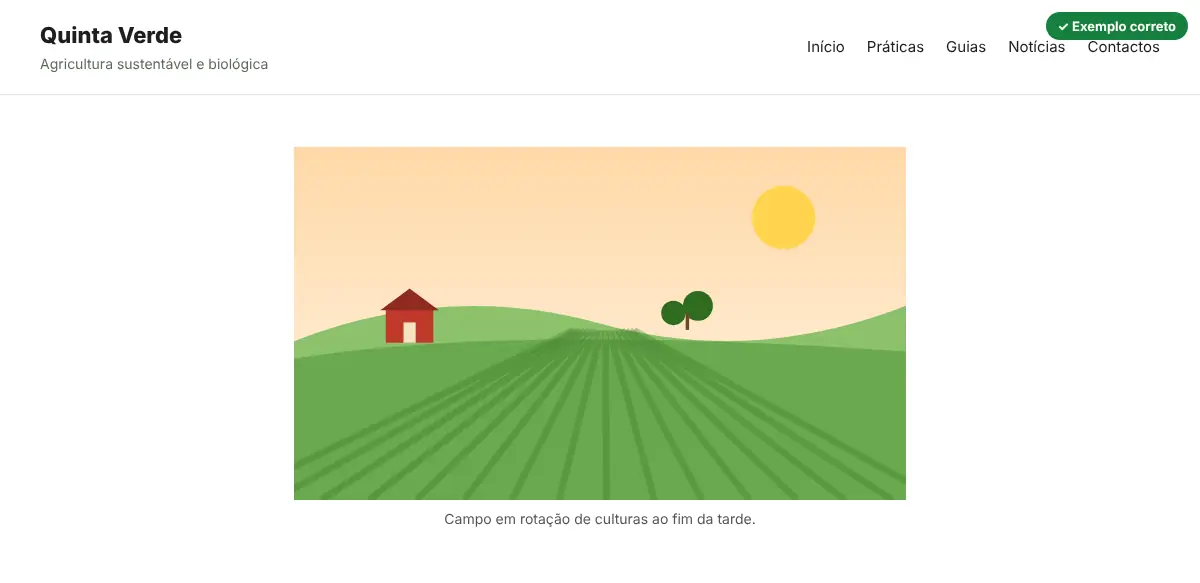 Quinta Verde
Agricultura sustentável e biológica
✓ Exemplo correto
Início Práticas Guias Notícias Contactos
Campo em rotação de culturas ao fim da tarde.